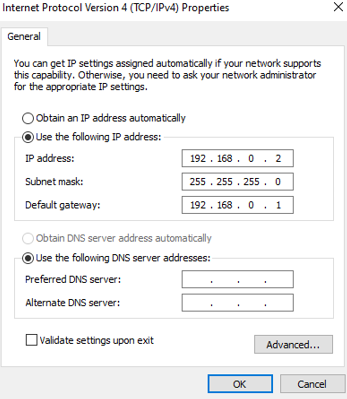 Internet Protocol Version 4 (TCP/IPv4) Properties
General
You can get IP settings assigned automatically if your network supports
this capability. Otherwise, you need to ask your network administrator
for the appropriate IP settings.
Obtain an IP address automatically
Use the following IP address:
IP address: 192 . 168 . 0 . 2
Subnet mask: 255 . 255 . 255 . 0
Default gateway: 192 . 168 . 0 . 1
Obtain DNS server address automatically
Use the following DNS server addresses:
Preferred DNS server: . . .
Alternate DNS server: . . .
Validate settings upon exit
Advanced...
OK Cancel